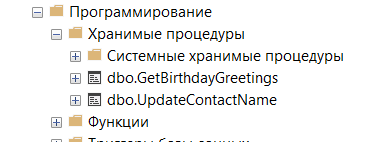 Программирование
Хранимые процедуры
Системные хранимые процедуры
dbo.GetBirthdayGreetings
dbo.UpdateContactName
Функции